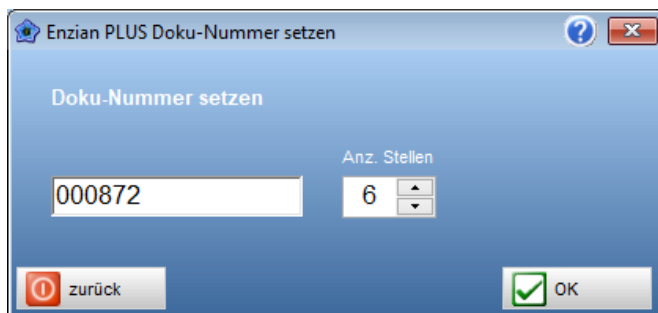 Enzian PLUS Doku-Nummer setzen
Doku-Nummer setzen
Anz. Stellen
000872
6
zurück
OK